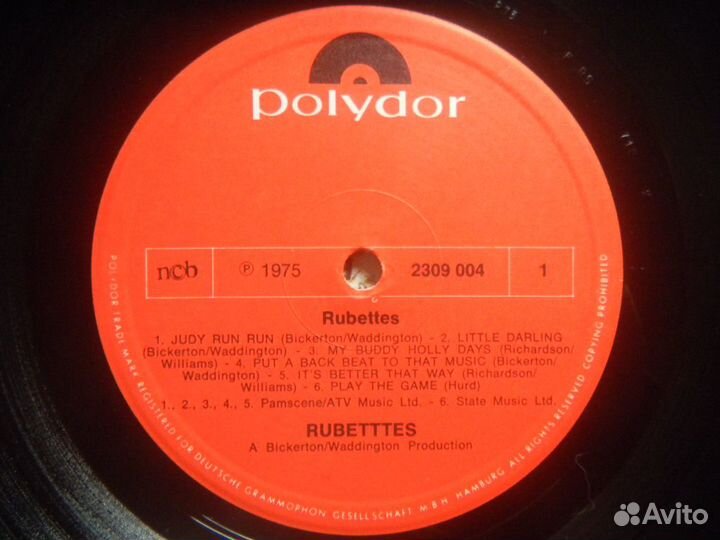 polydor
ncb ℗ 1975 2309 004 1
Rubettes
1. JUDY RUN RUN (Bickerton/Waddington) - 2. LITTLE DARLING
(Bickerton/Waddington) - 3. MY BUDDY HOLLY DAYS (Richardson/
Williams) - 4. PUT A BACK BEAT TO THAT MUSIC (Bickerton/
Waddington) - 5. IT'S BETTER THAT WAY (Richardson/
Williams) - 6. PLAY THE GAME (Hurd)
1., 2., 3., 4., 5. Pamscene/ATV Music Ltd. - 6. State Music Ltd.
RUBETTTES
A Bickerton/Waddington Production
POLYDOR TRADE MARK REGISTERED FOR DEUTSCHE GRAMMOPHON GESELLSCHAFT M·B·H HAMBURG ALL RIGHTS RESERVED COPYING PROHIBITED
Avito